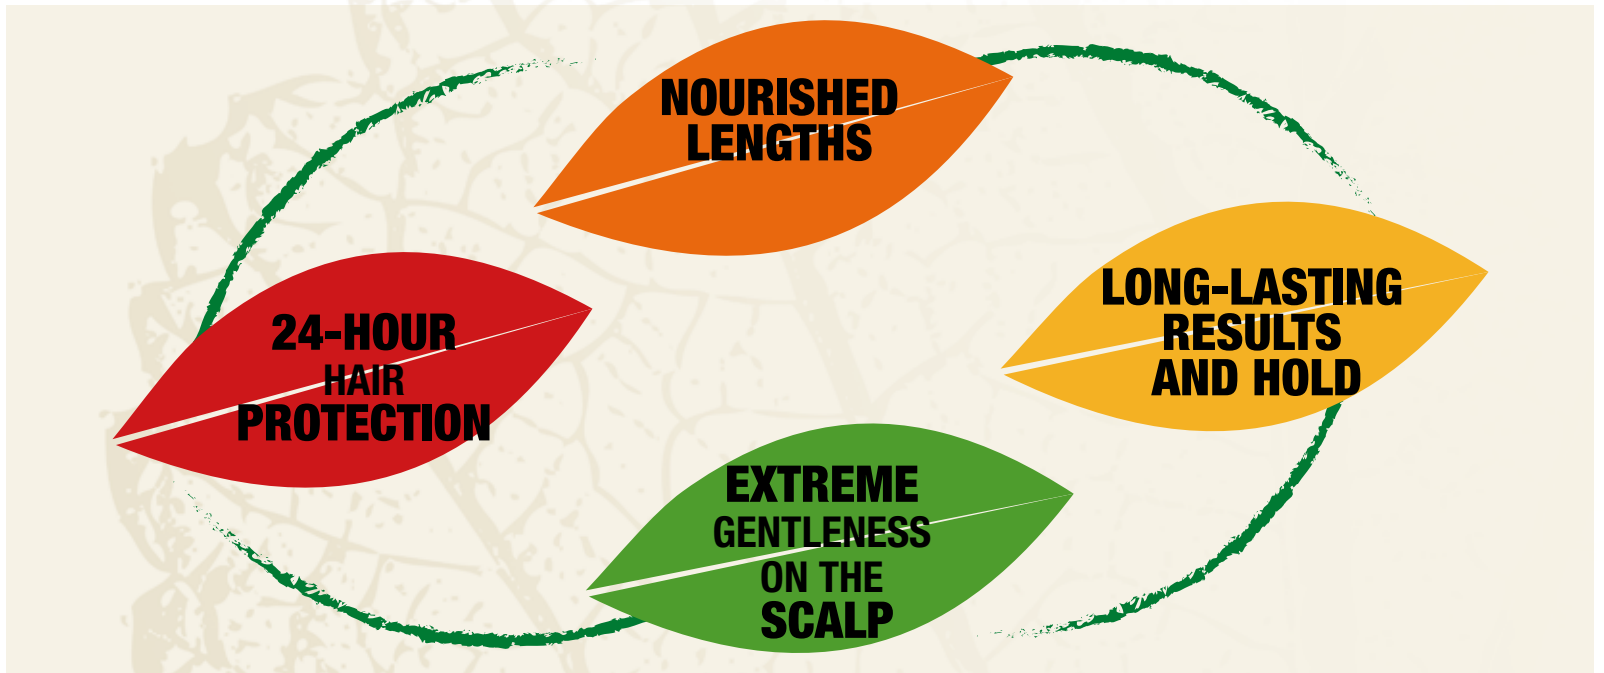 NOURISHED
LENGTHS
LONG-LASTING
RESULTS
AND HOLD
24-HOUR
HAIR
PROTECTION
EXTREME
GENTLENESS
ON THE
SCALP